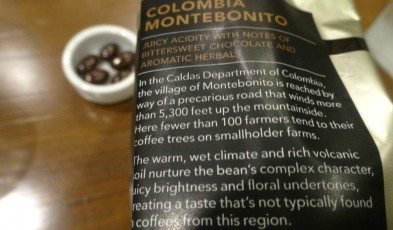 COLOMBIA
MONTEBONITO
JUICY ACIDITY WITH NOTES OF
BITTERSWEET CHOCOLATE AND
AROMATIC HERBALS
In the Caldas Department of Colombia,
the village of Montebonito is reached by
way of a precarious road that winds more
than 5,300 feet up the mountainside.
Here fewer than 100 farmers tend to their
coffee trees on smallholder farms.
The warm, wet climate and rich volcanic
oil nurture the bean's complex character,
uicy brightness and floral undertones,
reating a taste that's not typically found
n coffees from this region.